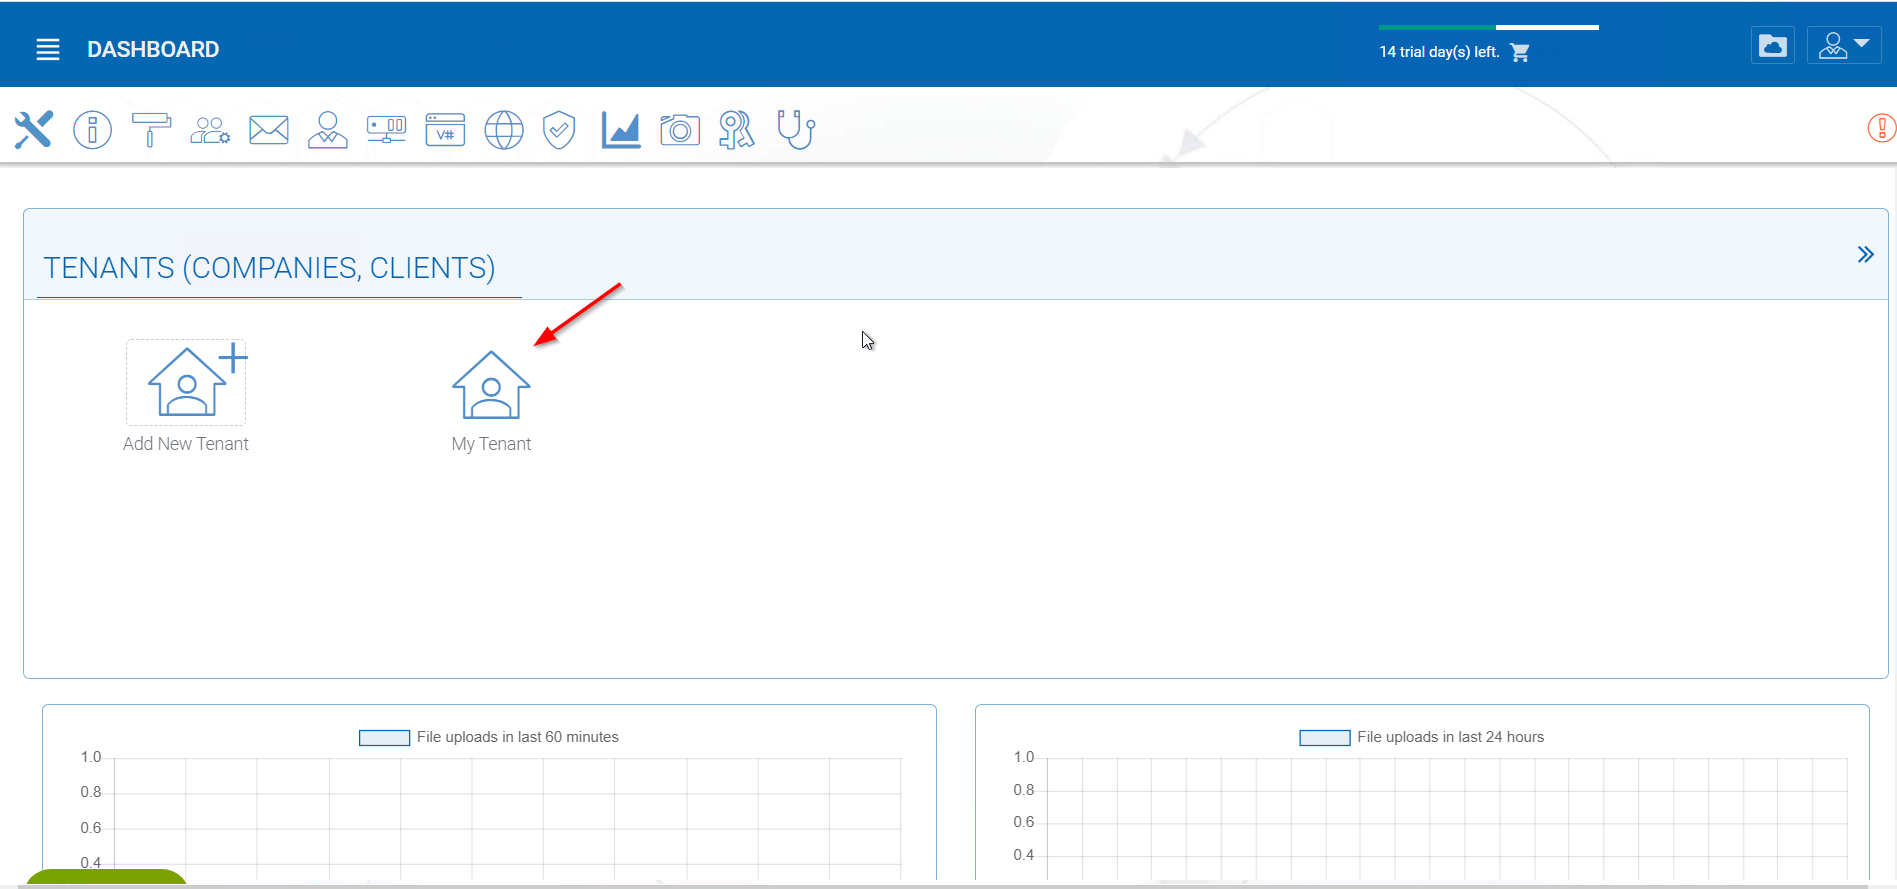 DASHBOARD
14 trial day(s) left.
V#
TENANTS (COMPANIES, CLIENTS)
Add New Tenant
My Tenant
File uploads in last 60 minutes
1.0
0.8
0.6
0.4
File uploads in last 24 hours
1.0
0.8
0.6
0.4